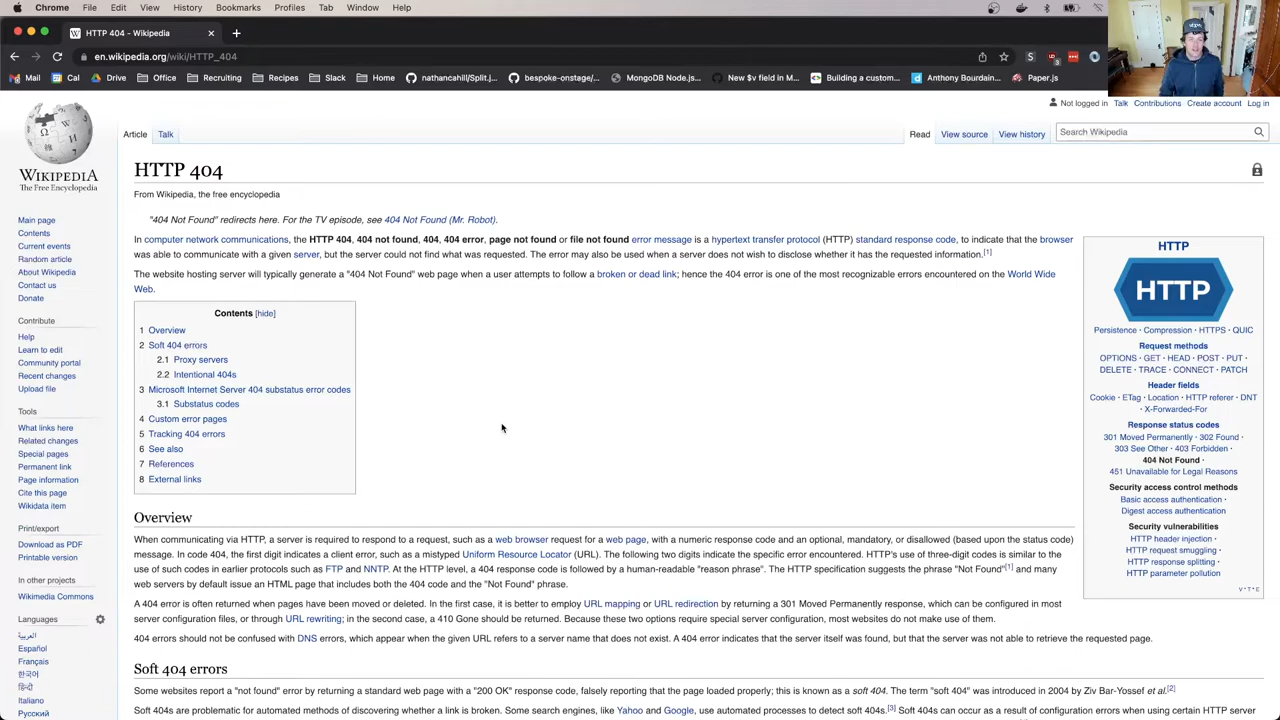 Chrome File Edit View History Bookmarks Profiles Tab Window Help
W HTTP 404 - Wikipedia
en.wikipedia.org/wiki/HTTP_404
Mail Cal Drive Office Recruiting Recipes Slack Home nathancahill/Split.j... bespoke-onstage/... MongoDB Node.js... New $v field in M... Building a custom... Anthony Bourdain... Paper.js
Not logged in Talk Contributions Create account Log in
Article Talk Read View source View history Search Wikipedia
WIKIPEDIA
The Free Encyclopedia
Main page
Contents
Current events
Random article
About Wikipedia
Contact us
Donate
Contribute
Help
Learn to edit
Community portal
Recent changes
Upload file
Tools
What links here
Related changes
Special pages
Permanent link
Page information
Cite this page
Wikidata item
Print/export
Download as PDF
Printable version
In other projects
Wikimedia Commons
Languages
العربية
Español
Français
한국어
हिन्दी
Italiano
Русский
HTTP 404
From Wikipedia, the free encyclopedia
"404 Not Found" redirects here. For the TV episode, see 404 Not Found (Mr. Robot).
In computer network communications, the HTTP 404, 404 not found, 404, 404 error, page not found or file not found error message is a hypertext transfer protocol (HTTP) standard response code, to indicate that the browser
was able to communicate with a given server, but the server could not find what was requested. The error may also be used when a server does not wish to disclose whether it has the requested information.[1]
The website hosting server will typically generate a "404 Not Found" web page when a user attempts to follow a broken or dead link; hence the 404 error is one of the most recognizable errors encountered on the World Wide
Web.
Contents [hide]
1 Overview
2 Soft 404 errors
2.1 Proxy servers
2.2 Intentional 404s
3 Microsoft Internet Server 404 substatus error codes
3.1 Substatus codes
4 Custom error pages
5 Tracking 404 errors
6 See also
7 References
8 External links
Overview
When communicating via HTTP, a server is required to respond to a request, such as a web browser request for a web page, with a numeric response code and an optional, mandatory, or disallowed (based upon the status code)
message. In code 404, the first digit indicates a client error, such as a mistyped Uniform Resource Locator (URL). The following two digits indicate the specific error encountered. HTTP's use of three-digit codes is similar to the
use of such codes in earlier protocols such as FTP and NNTP. At the HTTP level, a 404 response code is followed by a human-readable "reason phrase". The HTTP specification suggests the phrase "Not Found"[1] and many
web servers by default issue an HTML page that includes both the 404 code and the "Not Found" phrase.
A 404 error is often returned when pages have been moved or deleted. In the first case, it is better to employ URL mapping or URL redirection by returning a 301 Moved Permanently response, which can be configured in most
server configuration files, or through URL rewriting; in the second case, a 410 Gone should be returned. Because these two options require special server configuration, most websites do not make use of them.
404 errors should not be confused with DNS errors, which appear when the given URL refers to a server name that does not exist. A 404 error indicates that the server itself was found, but that the server was not able to retrieve the requested page.
Soft 404 errors
Some websites report a "not found" error by returning a standard web page with a "200 OK" response code, falsely reporting that the page loaded properly; this is known as a soft 404. The term "soft 404" was introduced in 2004 by Ziv Bar-Yossef et al.[2]
Soft 404s are problematic for automated methods of discovering whether a link is broken. Some search engines, like Yahoo and Google, use automated processes to detect soft 404s.[3] Soft 404s can occur as a result of configuration errors when using certain HTTP server
HTTP
HTTP
Persistence · Compression · HTTPS · QUIC
Request methods
OPTIONS · GET · HEAD · POST · PUT ·
DELETE · TRACE · CONNECT · PATCH
Header fields
Cookie · ETag · Location · HTTP referer · DNT
· X-Forwarded-For
Response status codes
301 Moved Permanently · 302 Found ·
303 See Other · 403 Forbidden ·
404 Not Found ·
451 Unavailable for Legal Reasons
Security access control methods
Basic access authentication ·
Digest access authentication
Security vulnerabilities
HTTP header injection ·
HTTP request smuggling ·
HTTP response splitting ·
HTTP parameter pollution
V·T·E